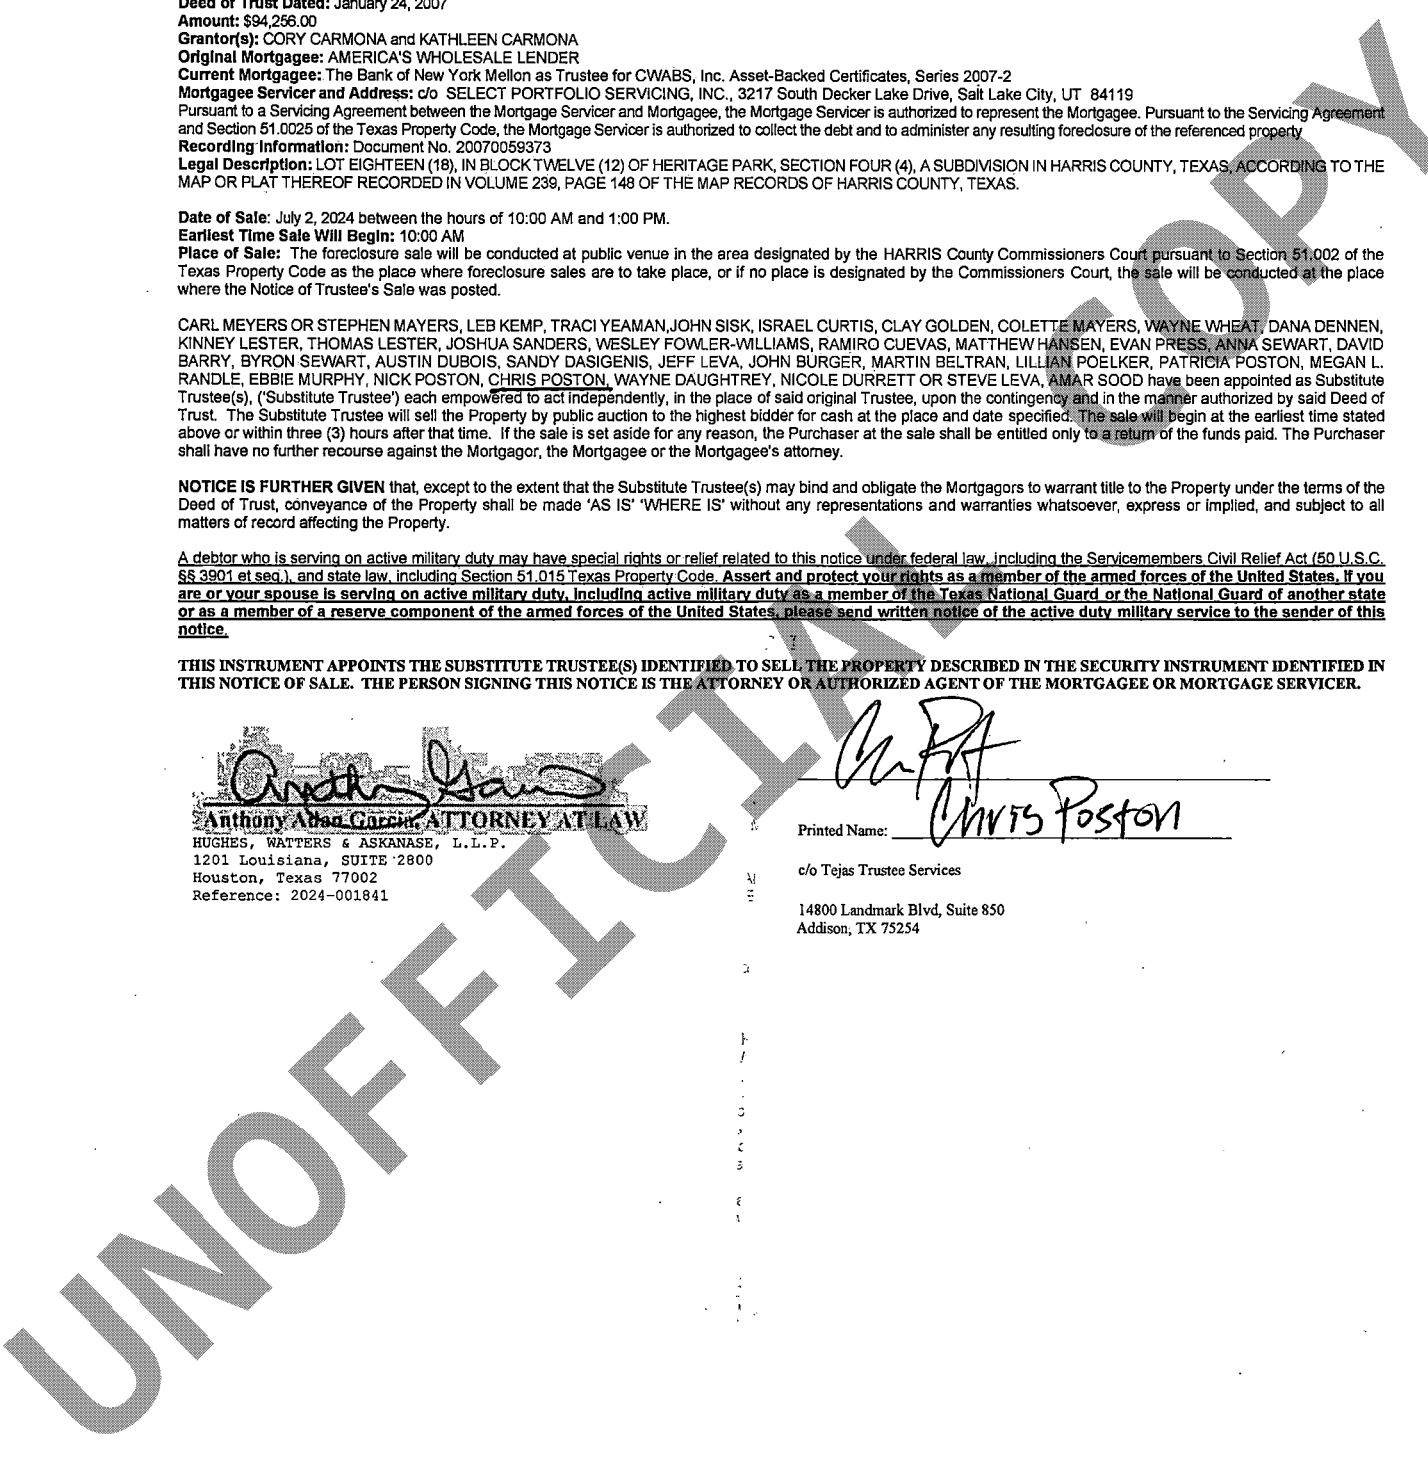 Deed of Trust Dated: January 24, 2007
Amount: $94,256.00
Grantor(s): CORY CARMONA and KATHLEEN CARMONA
Original Mortgagee: AMERICA'S WHOLESALE LENDER
Current Mortgagee: The Bank of New York Mellon as Trustee for CWABS, Inc. Asset-Backed Certificates, Series 2007-2
Mortgagee Servicer and Address: c/o SELECT PORTFOLIO SERVICING, INC., 3217 South Decker Lake Drive, Salt Lake City, UT 84119
Pursuant to a Servicing Agreement between the Mortgage Servicer and Mortgagee, the Mortgage Servicer is authorized to represent the Mortgagee. Pursuant to the Servicing Agreement
and Section 51.0025 of the Texas Property Code, the Mortgage Servicer is authorized to collect the debt and to administer any resulting foreclosure of the referenced property
Recording Information: Document No. 20070059373
Legal Description: LOT EIGHTEEN (18), IN BLOCK TWELVE (12) OF HERITAGE PARK, SECTION FOUR (4), A SUBDIVISION IN HARRIS COUNTY, TEXAS, ACCORDING TO THE
MAP OR PLAT THEREOF RECORDED IN VOLUME 239, PAGE 148 OF THE MAP RECORDS OF HARRIS COUNTY, TEXAS.
Date of Sale: July 2, 2024 between the hours of 10:00 AM and 1:00 PM.
Earliest Time Sale Will Begin: 10:00 AM
Place of Sale: The foreclosure sale will be conducted at public venue in the area designated by the HARRIS County Commissioners Court pursuant to Section 51.002 of the
Texas Property Code as the place where foreclosure sales are to take place, or if no place is designated by the Commissioners Court, the sale will be conducted at the place
where the Notice of Trustee's Sale was posted.
CARL MEYERS OR STEPHEN MAYERS, LEB KEMP, TRACI YEAMAN,JOHN SISK, ISRAEL CURTIS, CLAY GOLDEN, COLETTE MAYERS, WAYNE WHEAT, DANA DENNEN,
KINNEY LESTER, THOMAS LESTER, JOSHUA SANDERS, WESLEY FOWLER-WILLIAMS, RAMIRO CUEVAS, MATTHEW HANSEN, EVAN PRESS, ANNA SEWART, DAVID
BARRY, BYRON SEWART, AUSTIN DUBOIS, SANDY DASIGENIS, JEFF LEVA, JOHN BURGER, MARTIN BELTRAN, LILLIAN POELKER, PATRICIA POSTON, MEGAN L.
RANDLE, EBBIE MURPHY, NICK POSTON, CHRIS POSTON, WAYNE DAUGHTREY, NICOLE DURRETT OR STEVE LEVA, AMAR SOOD have been appointed as Substitute
Trustee(s), ('Substitute Trustee') each empowered to act independently, in the place of said original Trustee, upon the contingency and in the manner authorized by said Deed of
Trust. The Substitute Trustee will sell the Property by public auction to the highest bidder for cash at the place and date specified. The sale will begin at the earliest time stated
above or within three (3) hours after that time. If the sale is set aside for any reason, the Purchaser at the sale shall be entitled only to a return of the funds paid. The Purchaser
shall have no further recourse against the Mortgagor, the Mortgagee or the Mortgagee's attorney.
NOTICE IS FURTHER GIVEN that, except to the extent that the Substitute Trustee(s) may bind and obligate the Mortgagors to warrant title to the Property under the terms of the
Deed of Trust, conveyance of the Property shall be made 'AS IS' 'WHERE IS' without any representations and warranties whatsoever, express or implied, and subject to all
matters of record affecting the Property.
A debtor who is serving on active military duty may have special rights or relief related to this notice under federal law, including the Servicemembers Civil Relief Act (50 U.S.C.
§§ 3901 et seq.), and state law, including Section 51.015 Texas Property Code. Assert and protect your rights as a member of the armed forces of the United States. If you
are or your spouse is serving on active military duty, including active military duty as a member of the Texas National Guard or the National Guard of another state
or as a member of a reserve component of the armed forces of the United States, please send written notice of the active duty military service to the sender of this
notice.
THIS INSTRUMENT APPOINTS THE SUBSTITUTE TRUSTEE(S) IDENTIFIED TO SELL THE PROPERTY DESCRIBED IN THE SECURITY INSTRUMENT IDENTIFIED IN
THIS NOTICE OF SALE. THE PERSON SIGNING THIS NOTICE IS THE ATTORNEY OR AUTHORIZED AGENT OF THE MORTGAGEE OR MORTGAGE SERVICER.
Anthony Adan Garcia, ATTORNEY AT LAW
HUGHES, WATTERS & ASKANASE, L.L.P.
1201 Louisiana, SUITE 2800
Houston, Texas 77002
Reference: 2024-001841
Printed Name: Chris Poston
c/o Tejas Trustee Services
14800 Landmark Blvd, Suite 850
Addison, TX 75254
UNOFFICIAL COPY